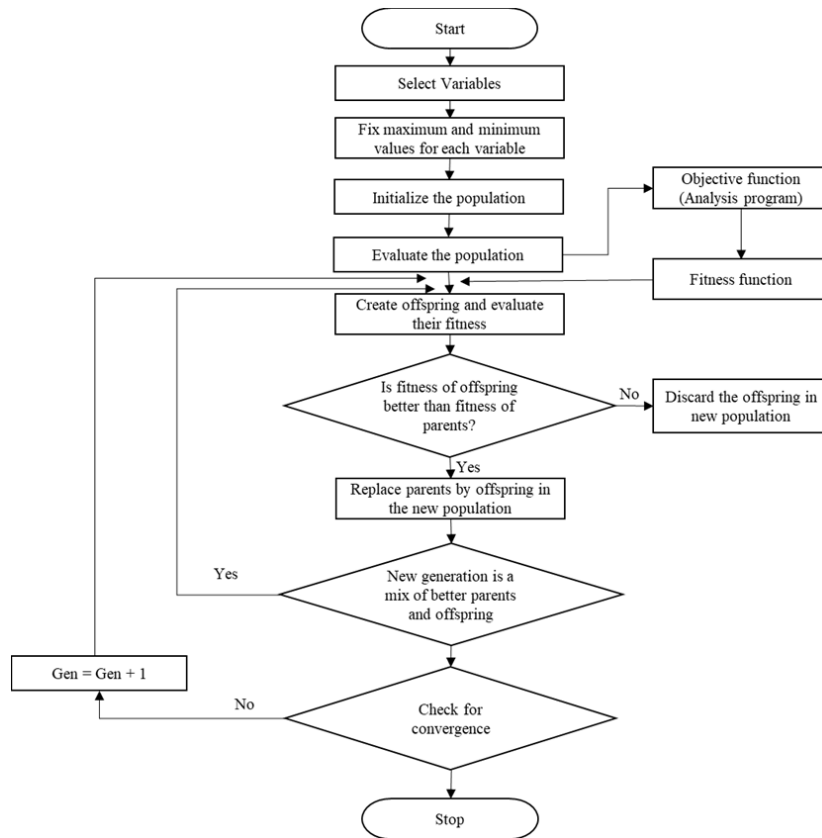 Start
Select Variables
Fix maximum and minimum
values for each variable
Initialize the population
Objective function
(Analysis program)
Evaluate the population
Fitness function
Create offspring and evaluate
their fitness
Is fitness of offspring
better than fitness of
parents?
No
Discard the offspring in
new population
Yes
Replace parents by offspring in
the new population
Yes
New generation is a
mix of better parents
and offspring
Gen = Gen + 1
No
Check for
convergence
Stop